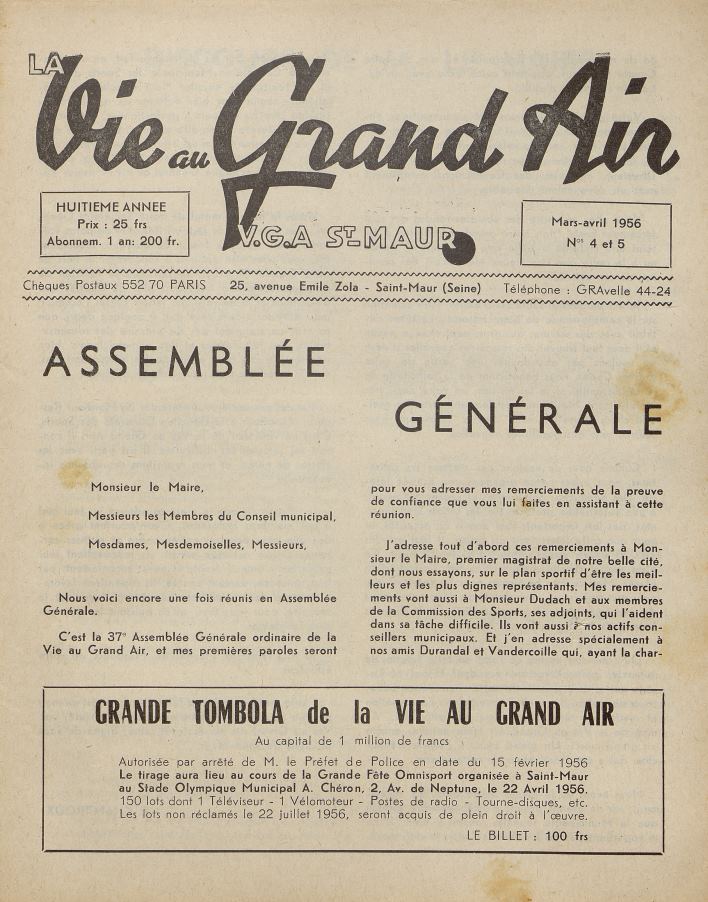 LA
Vie au Grand Air
V.G.A ST-MAUR
HUITIEME ANNEE
Prix : 25 frs
Abonnem. 1 an: 200 fr.
Mars-avril 1956
Nos 4 et 5
Chèques Postaux 552 70 PARIS 25, avenue Emile Zola - Saint-Maur (Seine) Téléphone : GRAvelle 44-24
ASSEMBLÉE
GÉNÉRALE
Monsieur le Maire,
Messieurs les Membres du Conseil municipal,
Mesdames, Mesdemoiselles, Messieurs,
Nous voici encore une fois réunis en Assemblée
Générale.
C'est la 37e Assemblée Générale ordinaire de la
Vie au Grand Air, et mes premières paroles seront
pour vous adresser mes remerciements de la preuve
de confiance que vous lui faites en assistant à cette
réunion.
J'adresse tout d'abord ces remerciements à Mon-
sieur le Maire, premier magistrat de notre belle cité,
dont nous essayons, sur le plan sportif d'être les meil-
leurs et les plus dignes représentants. Mes remercie-
ments vont aussi à Monsieur Dudach et aux membres
de la Commission des Sports, ses adjoints, qui l'aident
dans sa tâche difficile. Ils vont aussi à nos actifs con-
seillers municipaux. Et j'en adresse spécialement à
nos amis Durandal et Vandercoille qui, ayant la char-
GRANDE TOMBOLA de la VIE AU GRAND AIR
Au capital de 1 million de francs
Autorisée par arrêté de M. le Préfet de Police en date du 15 février 1956
Le tirage aura lieu au cours de la Grande Fête Omnisport organisée à Saint-Maur
au Stade Olympique Municipal A. Chéron, 2, Av. de Neptune, le 22 Avril 1956.
150 lots dont 1 Téléviseur - 1 Vélomoteur - Postes de radio - Tourne-disques, etc.
Les lots non réclamés le 22 juillet 1956, seront acquis de plein droit à l'œuvre.
LE BILLET : 100 frs